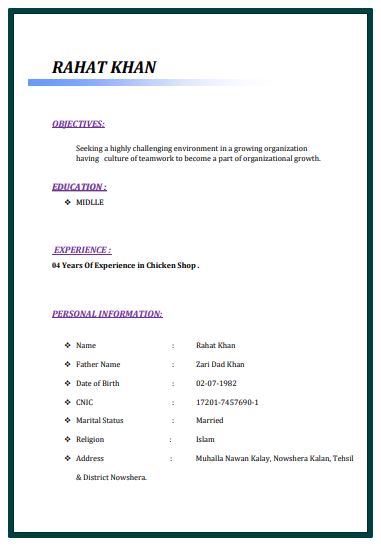 RAHAT KHAN
OBJECTIVES:
Seeking a highly challenging environment in a growing organization
having culture of teamwork to become a part of organizational growth.
EDUCATION :
❖ MIDLLE
EXPERIENCE :
04 Years Of Experience in Chicken Shop .
PERSONAL INFORMATION:
❖ Name : Rahat Khan
❖ Father Name : Zari Dad Khan
❖ Date of Birth : 02-07-1982
❖ CNIC : 17201-7457690-1
❖ Marital Status : Married
❖ Religion : Islam
❖ Address : Muhalla Nawan Kalay, Nowshera Kalan, Tehsil
& District Nowshera.